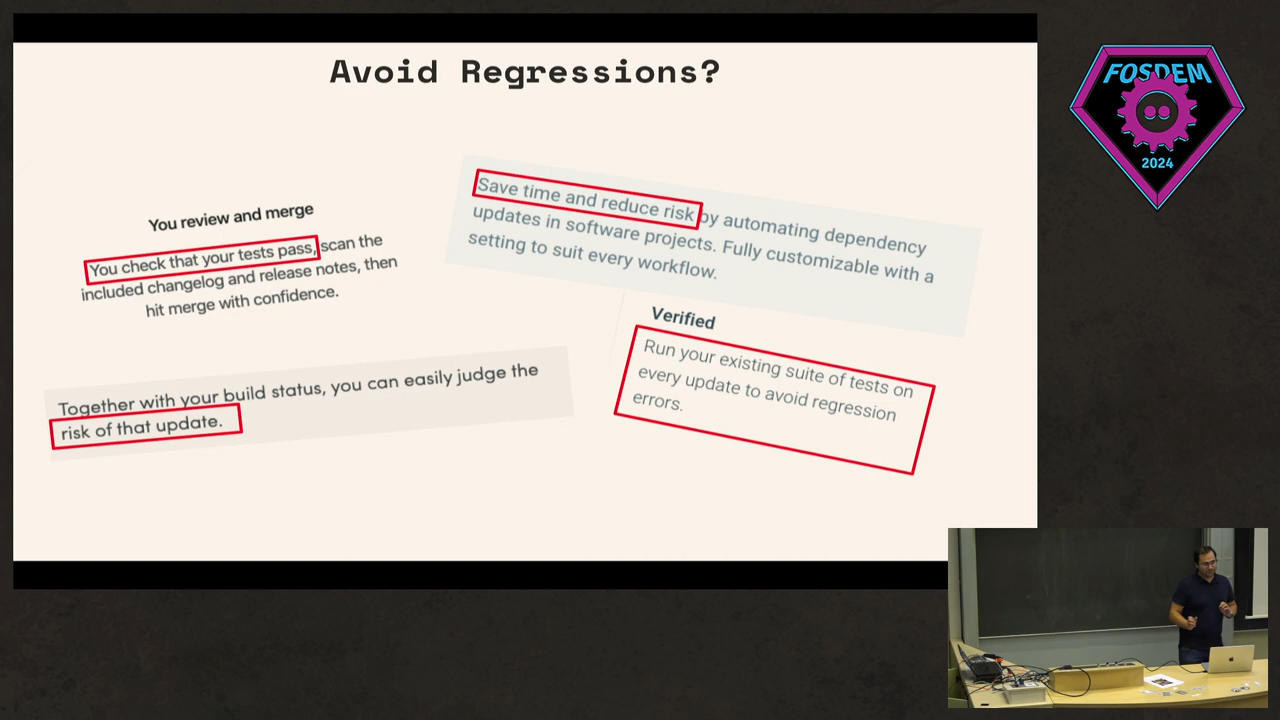 Avoid Regressions?
You review and merge
You check that your tests pass, scan the
included changelog and release notes, then
hit merge with confidence.
Save time and reduce risk by automating dependency
updates in software projects. Fully customizable with a
setting to suit every workflow.
Verified
Run your existing suite of tests on
every update to avoid regression
errors.
Together with your build status, you can easily judge the
risk of that update.
FOSDEM
2024